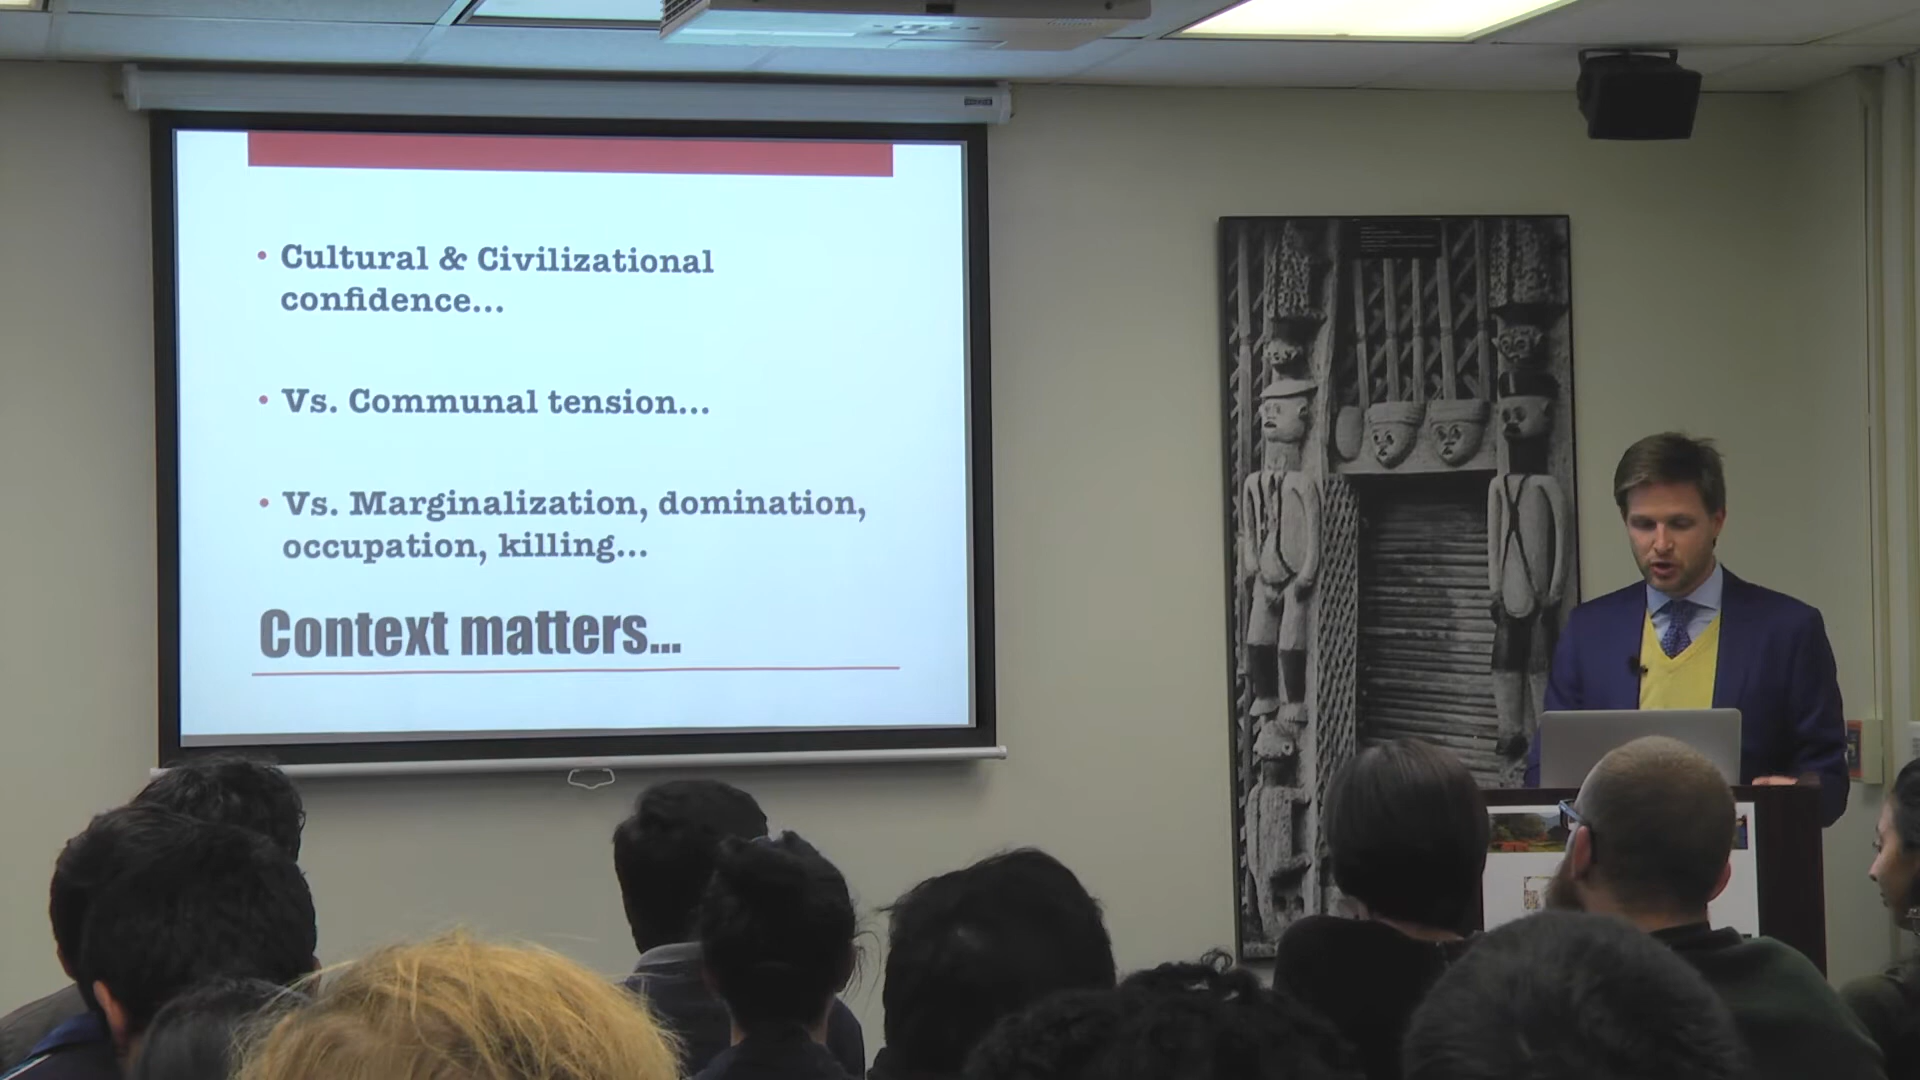 • Cultural & Civilizational
confidence...
• Vs. Communal tension...
• Vs. Marginalization, domination,
occupation, killing...
Context matters...